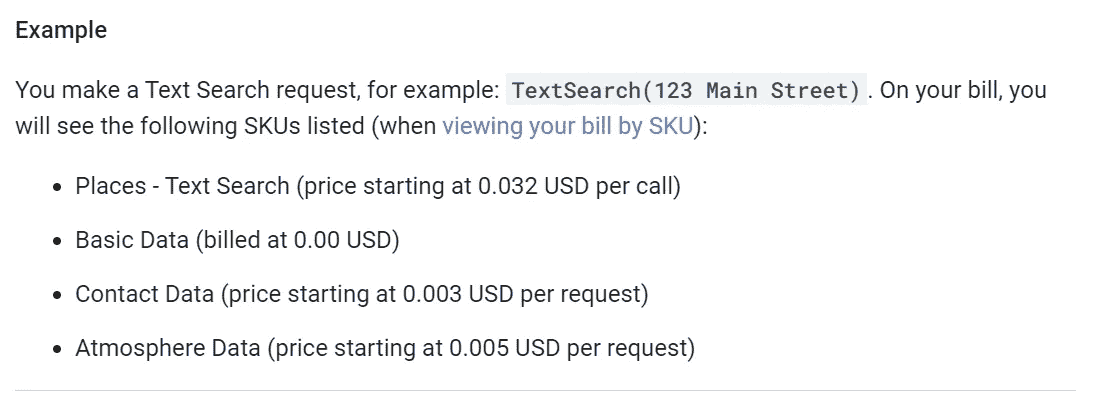 Example
You make a Text Search request, for example: TextSearch(123 Main Street). On your bill, you
will see the following SKUs listed (when viewing your bill by SKU):
• Places - Text Search (price starting at 0.032 USD per call)
• Basic Data (billed at 0.00 USD)
• Contact Data (price starting at 0.003 USD per request)
• Atmosphere Data (price starting at 0.005 USD per request)